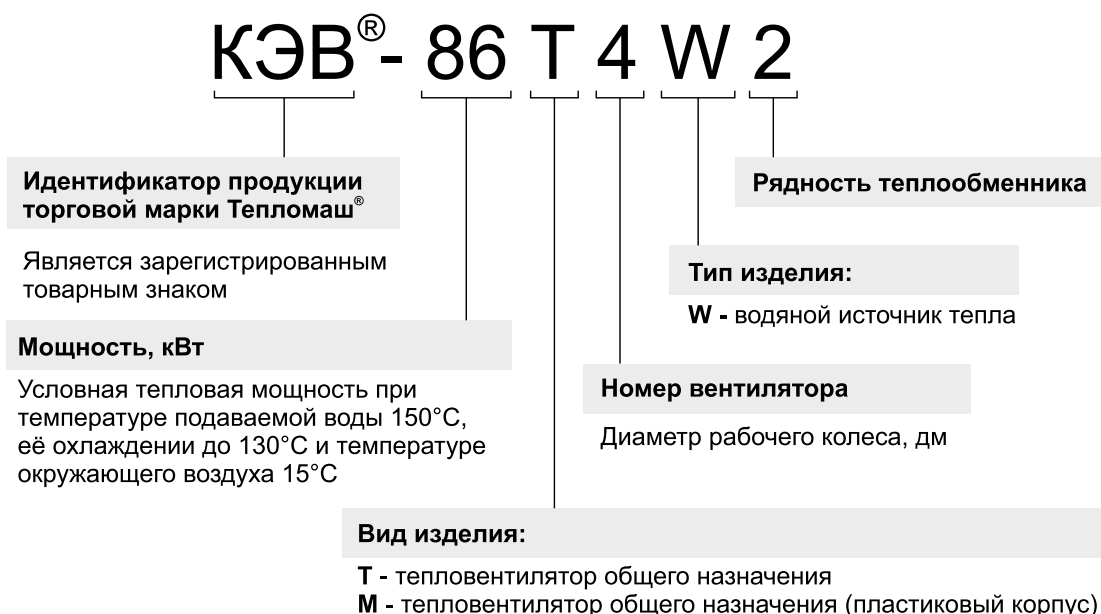 КЭВ®- 86 Т 4 W 2
Идентификатор продукции
торговой марки Тепломаш®
Является зарегистрированным
товарным знаком
Рядность теплообменника
Тип изделия:
W - водяной источник тепла
Мощность, кВт
Условная тепловая мощность при
температуре подаваемой воды 150°С,
её охлаждении до 130°С и температуре
окружающего воздуха 15°С
Номер вентилятора
Диаметр рабочего колеса, дм
Вид изделия:
Т - тепловентилятор общего назначения
М - тепловентилятор общего назначения (пластиковый корпус)